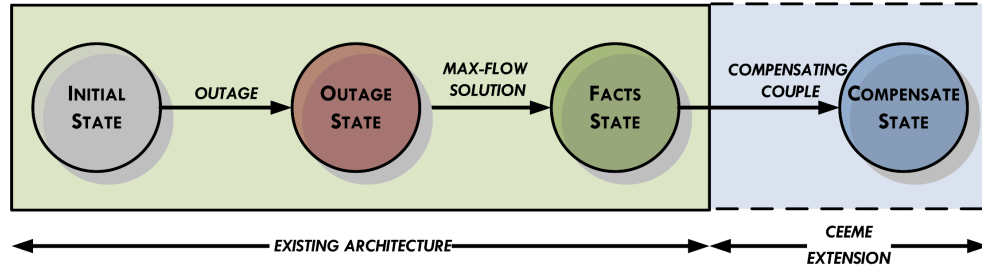 INITIAL
STATE
OUTAGE
OUTAGE
STATE
MAX-FLOW
SOLUTION
FACTS
STATE
COMPENSATING
COUPLE
COMPENSATE
STATE
EXISTING ARCHITECTURE
CEEME
EXTENSION